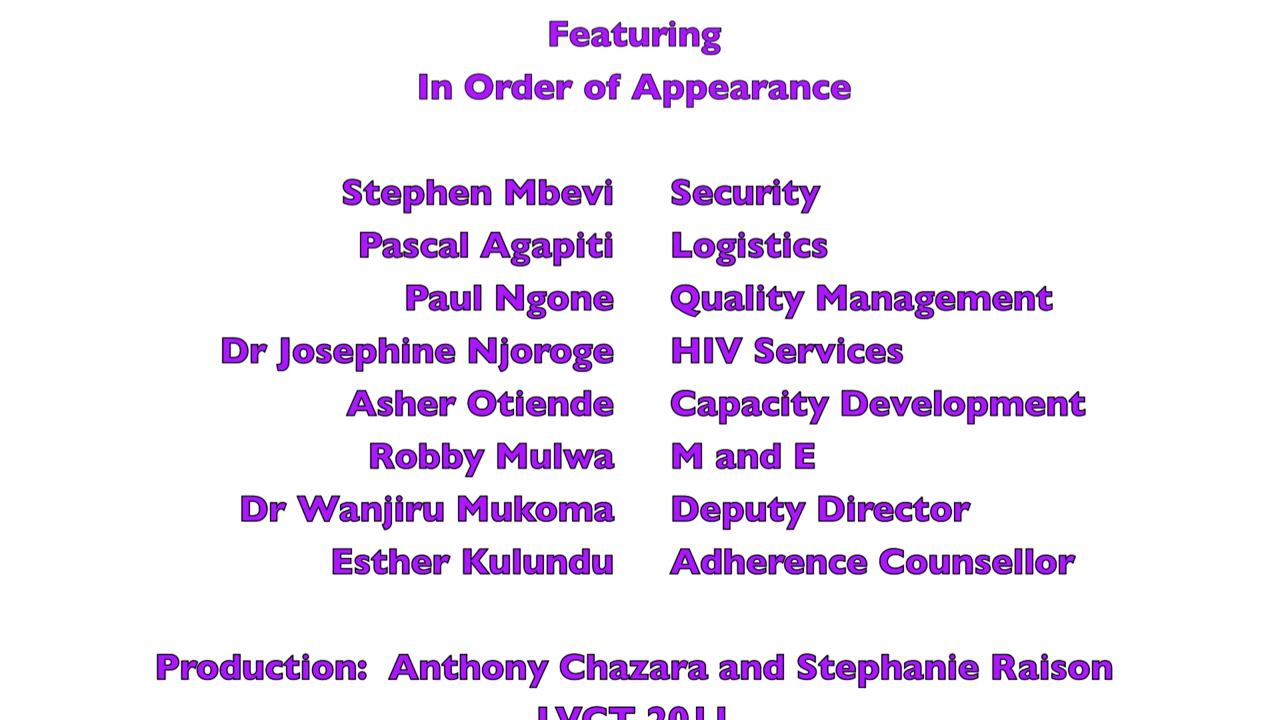 Featuring
In Order of Appearance
Stephen Mbevi Security
Pascal Agapiti Logistics
Paul Ngone Quality Management
Dr Josephine Njoroge HIV Services
Asher Otiende Capacity Development
Robby Mulwa M and E
Dr Wanjiru Mukoma Deputy Director
Esther Kulundu Adherence Counsellor
Production: Anthony Chazara and Stephanie Raison
LVCT 2011